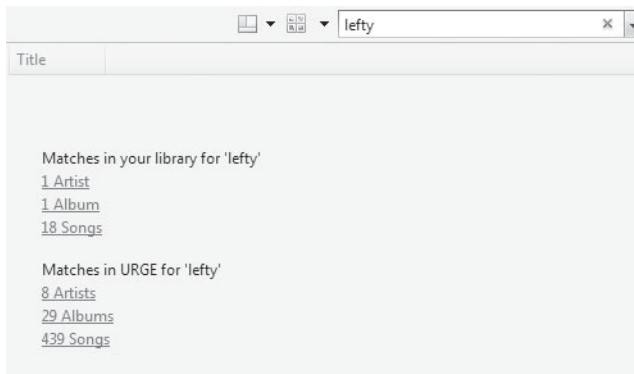 lefty
Title
Matches in your library for 'lefty'
1 Artist
1 Album
18 Songs
Matches in URGE for 'lefty'
8 Artists
29 Albums
439 Songs